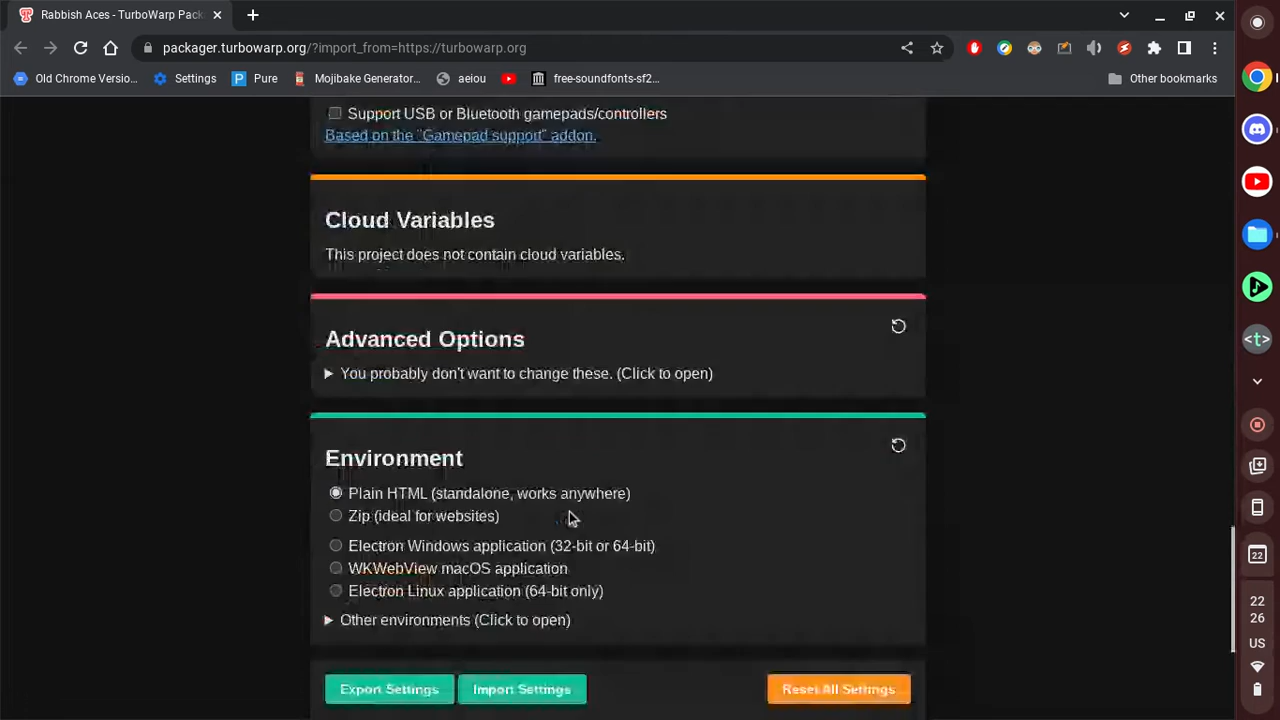 Rabbish Aces - TurboWarp Pac
packager.turbowarp.org/?import_from=https://turbowarp.org
Old Chrome Versio...
Settings
Pure
Mojibake Generator...
aeiou
free-soundfonts-sf2...
Other bookmarks
Support USB or Bluetooth gamepads/controllers
Based on the "Gamepad support" addon.
Cloud Variables
This project does not contain cloud variables.
Advanced Options
You probably don't want to change these. (Click to open)
Environment
Plain HTML (standalone, works anywhere)
Zip (ideal for websites)
Electron Windows application (32-bit or 64-bit)
WKWebView macOS application
Electron Linux application (64-bit only)
Other environments (Click to open)
Export Settings
Import Settings
Reset All Settings
<t>
22
22
26
US